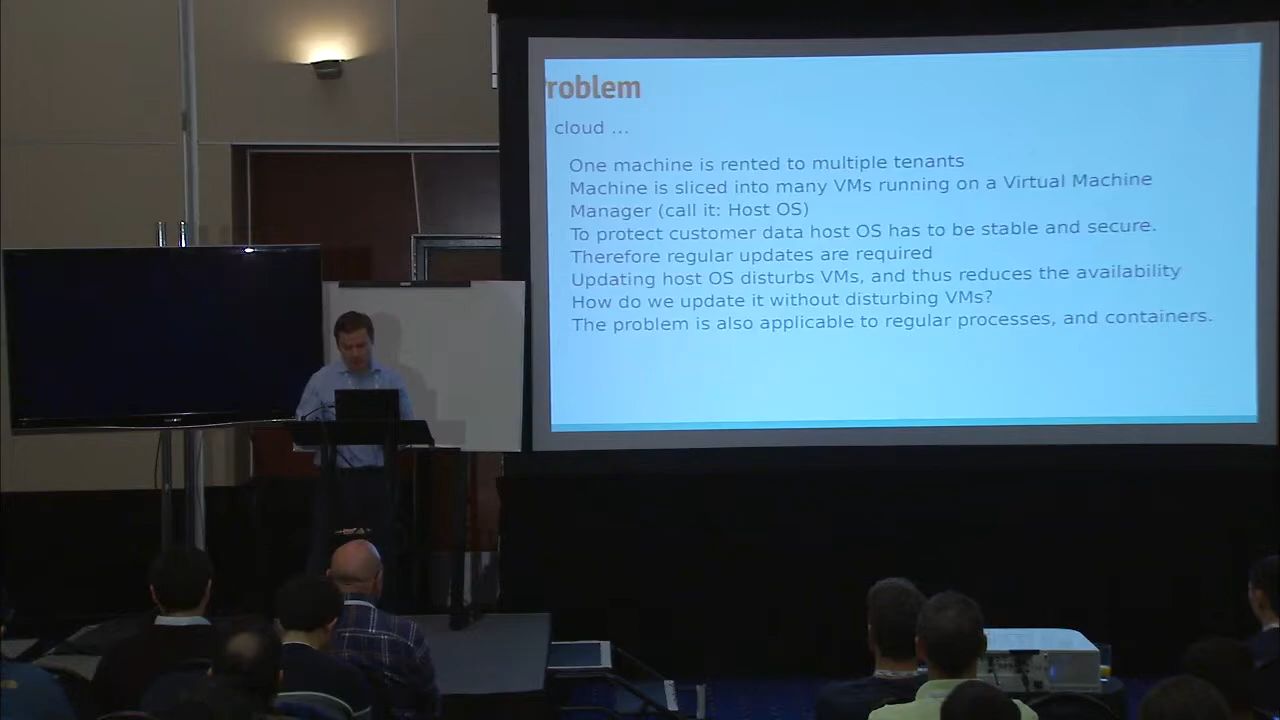 roblem
cloud ...
One machine is rented to multiple tenants
Machine is sliced into many VMs running on a Virtual Machine
Manager (call it: Host OS)
To protect customer data host OS has to be stable and secure.
Therefore regular updates are required
Updating host OS disturbs VMs, and thus reduces the availability
How do we update it without disturbing VMs?
The problem is also applicable to regular processes, and containers.